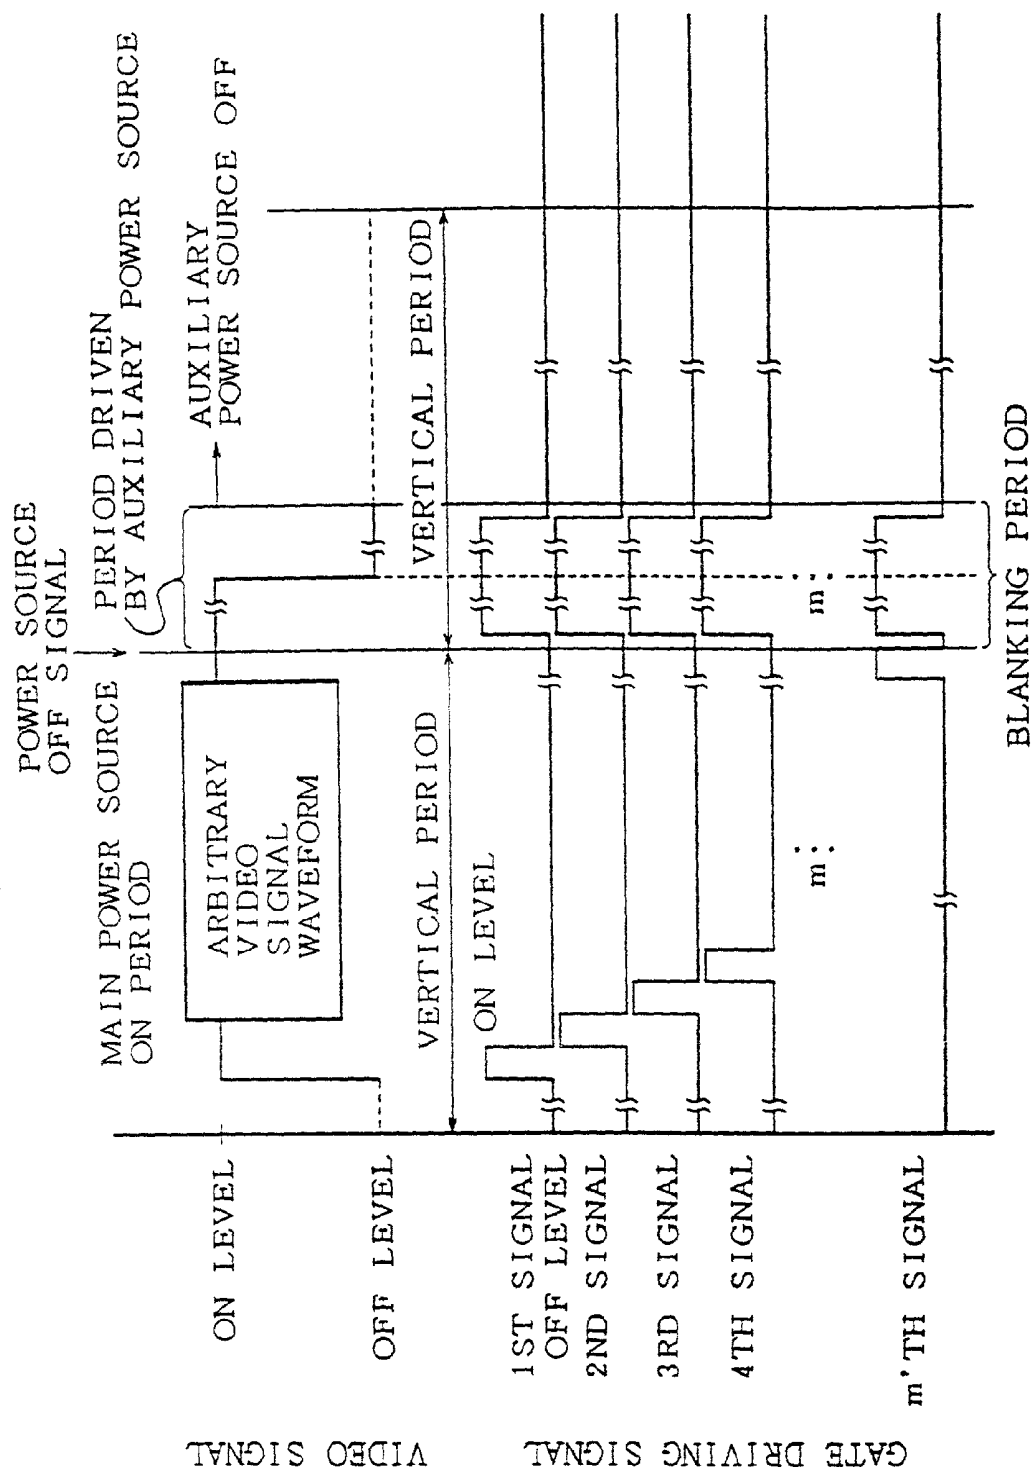 POWER SOURCE
OFF SIGNAL
MAIN POWER SOURCE
ON PERIOD
PERIOD DRIVEN
BY AUXILIARY POWER SOURCE
AUXILIARY
POWER SOURCE OFF
VIDEO SIGNAL
ON LEVEL
OFF LEVEL
ARBITRARY
VIDEO
SIGNAL
WAVEFORM
VERTICAL PERIOD
VERTICAL PERIOD
GATE DRIVING SIGNAL
ON LEVEL
1ST SIGNAL
OFF LEVEL
2ND SIGNAL
3RD SIGNAL
4TH SIGNAL
m'
m'
m'TH SIGNAL
BLANKING PERIOD